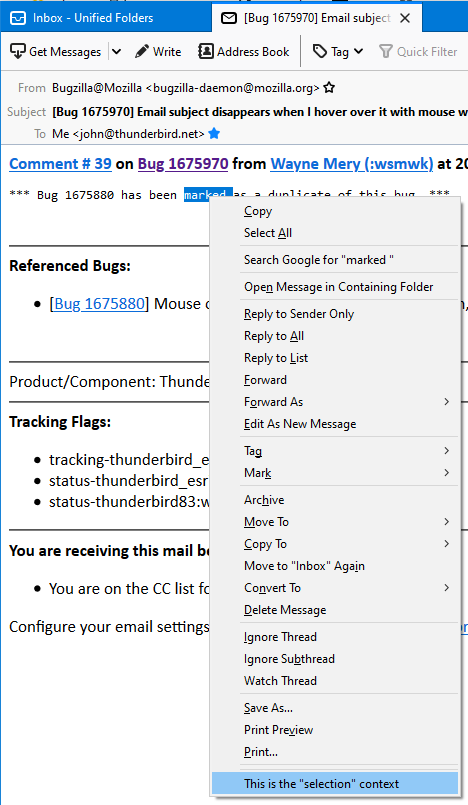 Inbox - Unified Folders
[Bug 1675970] Email subject
Get Messages
Write
Address Book
Tag
Quick Filter
From Bugzilla@Mozilla <bugzilla-daemon@mozilla.org>
Subject [Bug 1675970] Email subject disappears when I hover over it with mouse w
To Me <john@thunderbird.net>
Comment # 39 on Bug 1675970 from Wayne Mery (:wsmwk) at 20
*** Bug 1675880 has been marked as a duplicate of this bug. ***
Referenced Bugs:
• [Bug 1675880] Mouse
Product/Component: Thunde
Tracking Flags:
• tracking-thunderbird_e
• status-thunderbird_esr
• status-thunderbird83:w
You are receiving this mail be
• You are on the CC list fo
Configure your email settings
Copy
Select All
Search Google for "marked "
Open Message in Containing Folder
Reply to Sender Only
Reply to All
Reply to List
Forward
Forward As
Edit As New Message
Tag
Mark
Archive
Move To
Copy To
Move to "Inbox" Again
Convert To
Delete Message
Ignore Thread
Ignore Subthread
Watch Thread
Save As...
Print Preview
Print...
This is the "selection" context